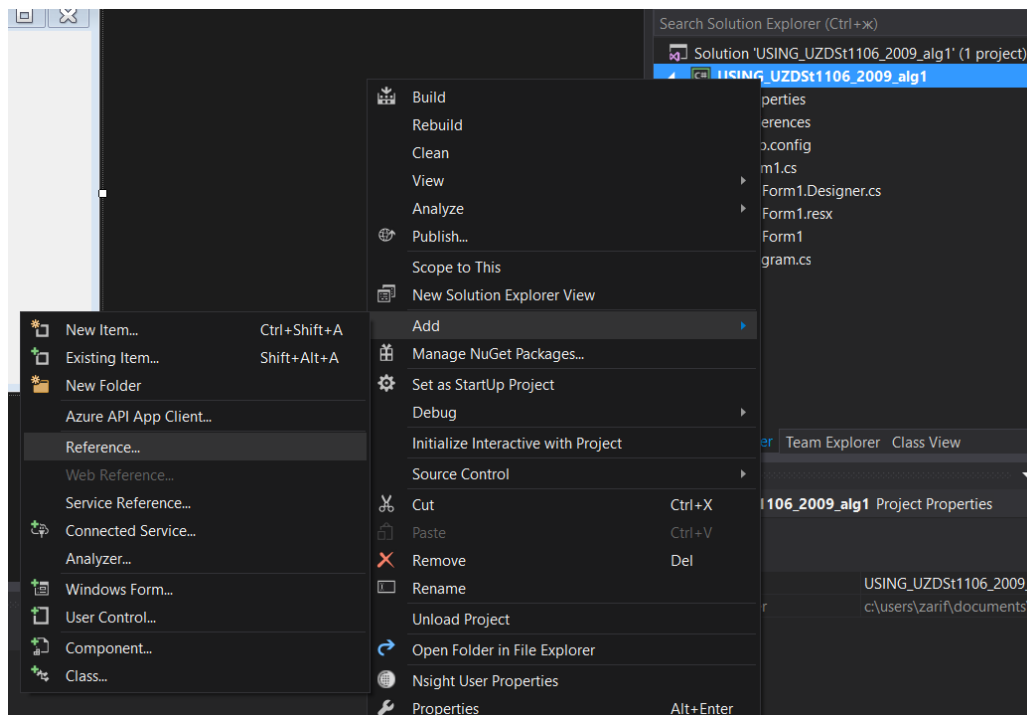 Search Solution Explorer (Ctrl+ж)
Solution 'USING_UZDSt1106_2009_alg1' (1 project)
C# USING_UZDSt1106_2009_alg1
perties
erences
.config
m1.cs
Form1.Designer.cs
Form1.resx
Form1
gram.cs
Build
Rebuild
Clean
View
Analyze
Publish...
Scope to This
New Solution Explorer View
Add
Manage NuGet Packages...
Set as StartUp Project
Debug
Initialize Interactive with Project
Source Control
Cut Ctrl+X
Paste Ctrl+V
Remove Del
Rename
Unload Project
Open Folder in File Explorer
Nsight User Properties
Properties Alt+Enter
New Item... Ctrl+Shift+A
Existing Item... Shift+Alt+A
New Folder
Azure API App Client...
Reference...
Web Reference...
Service Reference...
Connected Service...
Analyzer...
Windows Form...
User Control...
Component...
Class...
er Team Explorer Class View
1106_2009_alg1 Project Properties
USING_UZDSt1106_2009_
r c:\users\zarif\documents